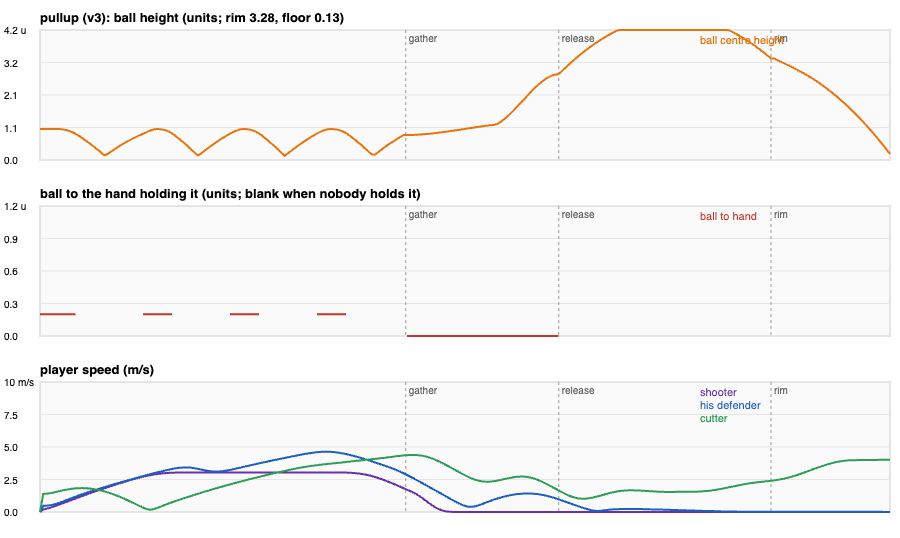 pullup (v3): ball height (units; rim 3.28, floor 0.13)
4.2 u
3.2
2.1
1.1
0.0
gather
release
ball centre height
rim
ball to the hand holding it (units; blank when nobody holds it)
1.2 u
0.9
0.6
0.3
0.0
gather
release
ball to hand
rim
player speed (m/s)
10 m/s
7.5
5.0
2.5
0.0
gather
release
shooter
his defender
cutter
rim